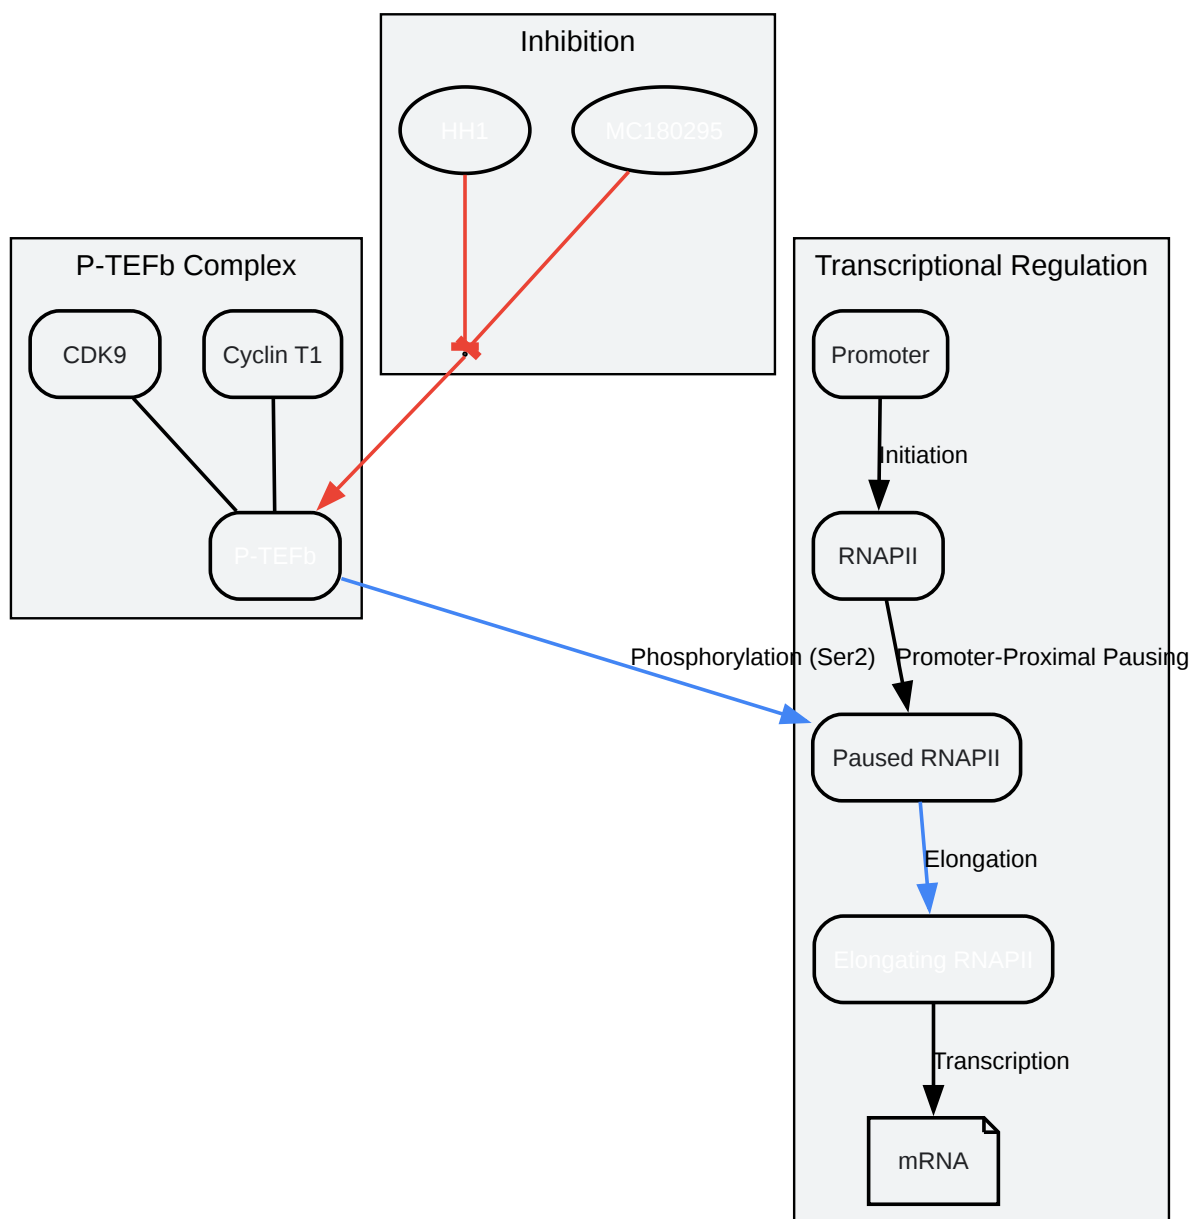 Inhibition
HH1
MC180295
P-TEFb Complex
CDK9
Cyclin T1
P-TEFb
Transcriptional Regulation
Promoter
Initiation
RNAPII
Phosphorylation (Ser2)
Promoter-Proximal Pausing
Paused RNAPII
Elongation
Elongating RNAPII
Transcription
mRNA